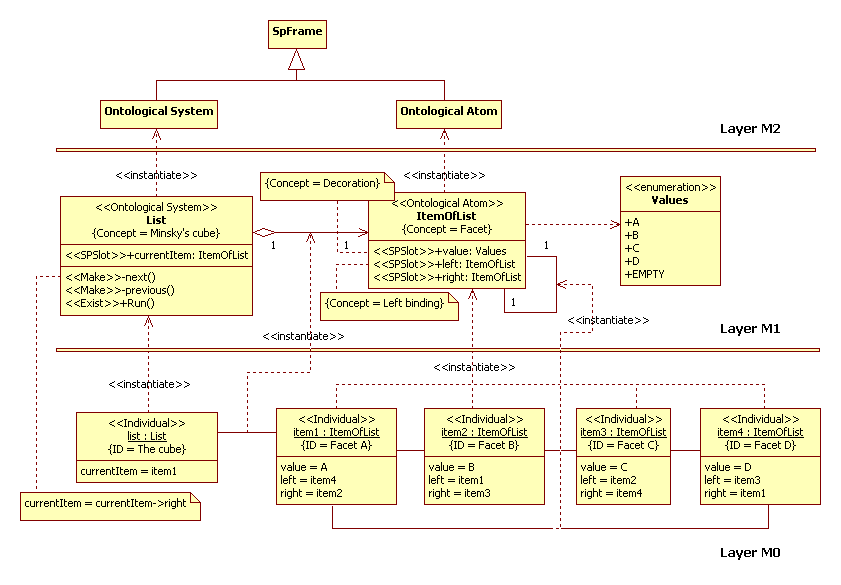 SpFrame
Ontological System
Ontological Atom
Layer M2
<<instantiate>>
<<instantiate>>
{Concept = Decoration}
<<Ontological System>>
List
{Concept = Minsky's cube}
<<SPSlot>>+currentItem: ItemOfList
<<Make>>-next()
<<Make>>-previous()
<<Exist>>+Run()
1
1
<<Ontological Atom>>
ItemOfList
{Concept = Facet}
<<SPSlot>>+value: Values
<<SPSlot>>+left: ItemOfList
<<SPSlot>>+right: ItemOfList
1
1
<<enumeration>>
Values
+A
+B
+C
+D
+EMPTY
{Concept = Left binding}
<<instantiate>>
<<instantiate>>
Layer M1
<<instantiate>>
<<instantiate>>
<<Individual>>
list : List
{ID = The cube}
currentItem = item1
<<Individual>>
item1 : ItemOfList
{ID = Facet A}
value = A
left = item4
right = item2
<<Individual>>
item2 : ItemOfList
{ID = Facet B}
value = B
left = item1
right = item3
<<Individual>>
item3 : ItemOfList
{ID = Facet C}
value = C
left = item2
right = item4
<<Individual>>
item4 : ItemOfList
{ID = Facet D}
value = D
left = item3
right = item1
currentItem = currentItem->right
Layer M0